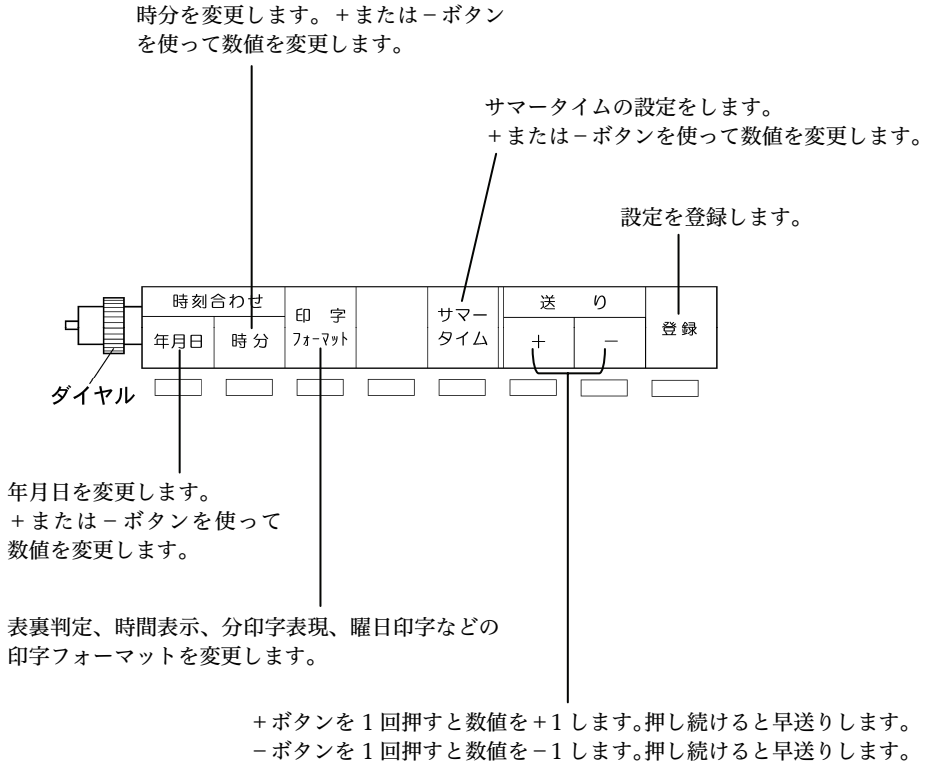 時分を変更します。+または-ボタン
を使って数値を変更します。
サマータイムの設定をします。
+または-ボタンを使って数値を変更します。
設定を登録します。
時刻合わせ
年月日
時分
印 字
フォーマット
サマー
タイム
送 り
+
-
登録
ダイヤル
年月日を変更します。
+または-ボタンを使って
数値を変更します。
表裏判定、時間表示、分印字表現、曜日印字などの
印字フォーマットを変更します。
+ボタンを1回押すと数値を+1します。押し続けると早送りします。
-ボタンを1回押すと数値を-1します。押し続けると早送りします。